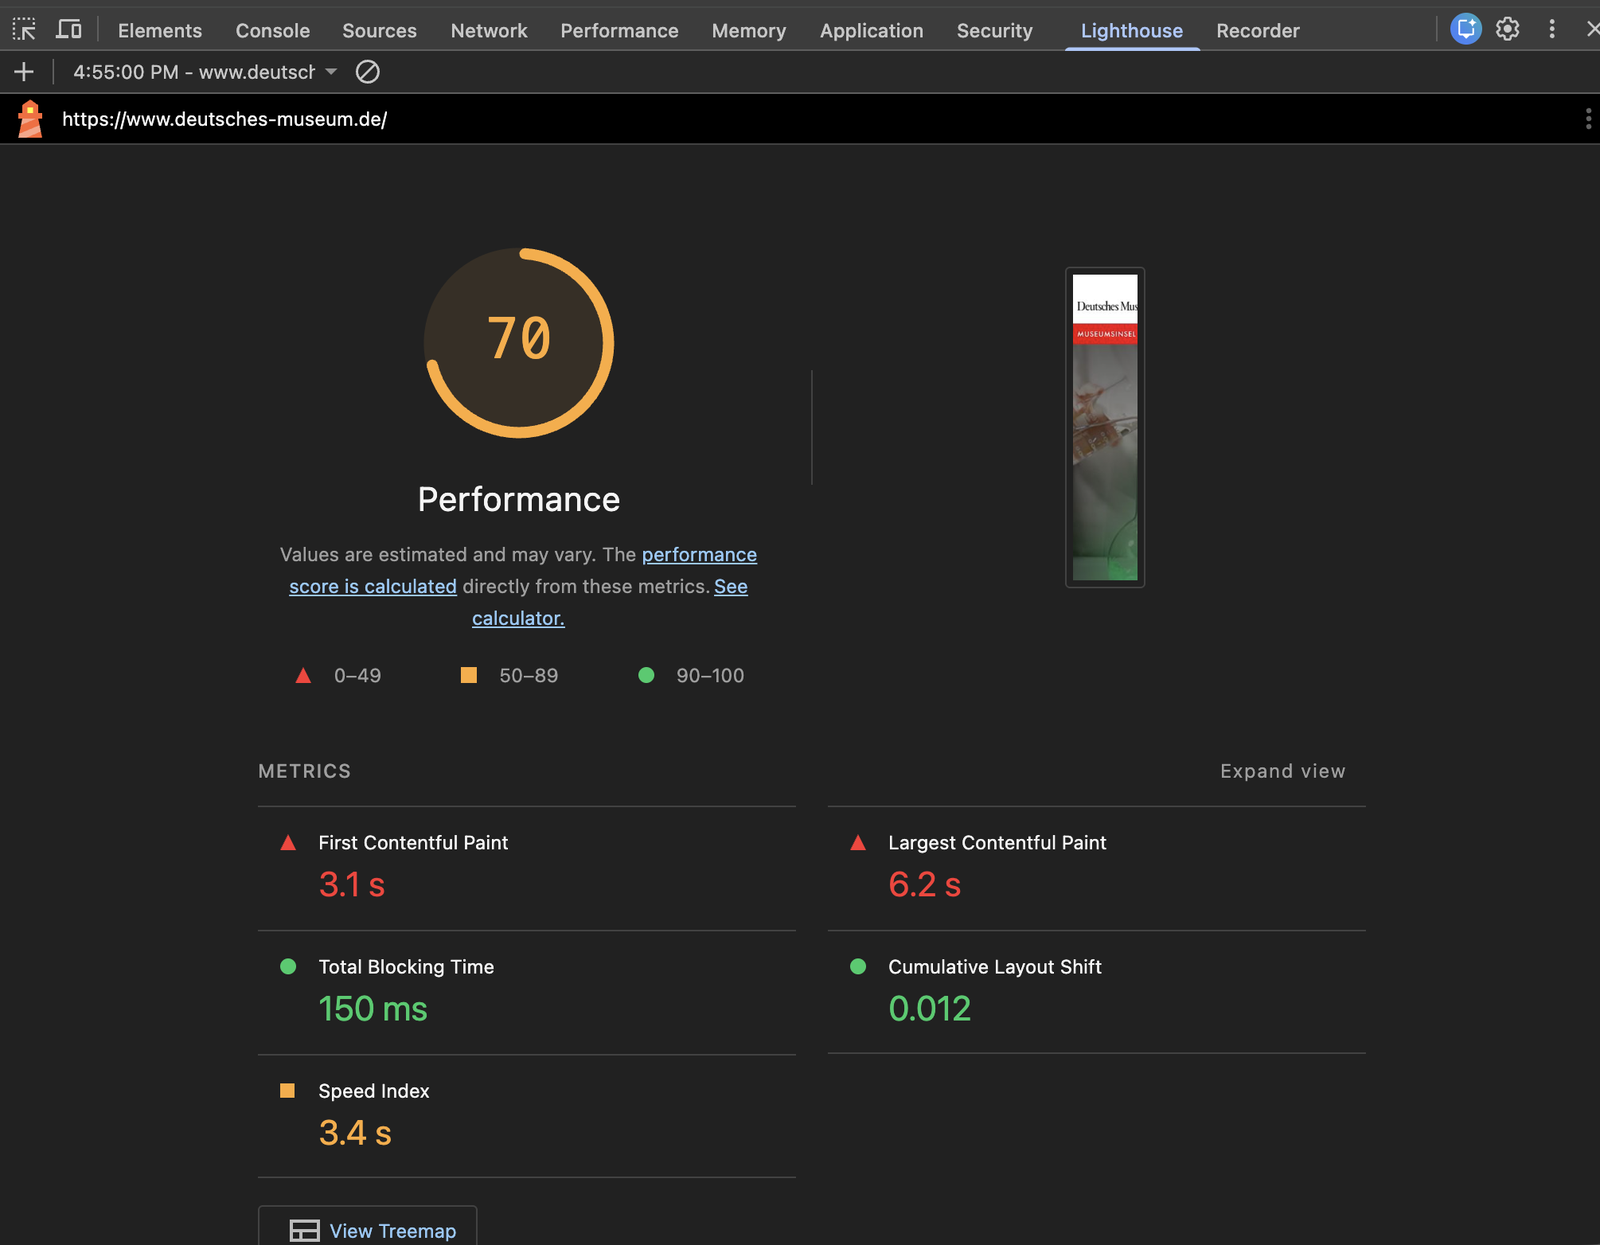 Elements Console Sources Network Performance Memory Application Security Lighthouse Recorder
4:55:00 PM - www.deutsch
https://www.deutsches-museum.de/
70
Deutsches Mus
MUSEUMSINSEL
Performance
Values are estimated and may vary. The performance
score is calculated directly from these metrics. See
calculator.
0–49 50–89 90–100
METRICS Expand view
First Contentful Paint
3.1 s
Largest Contentful Paint
6.2 s
Total Blocking Time
150 ms
Cumulative Layout Shift
0.012
Speed Index
3.4 s
View Treemap